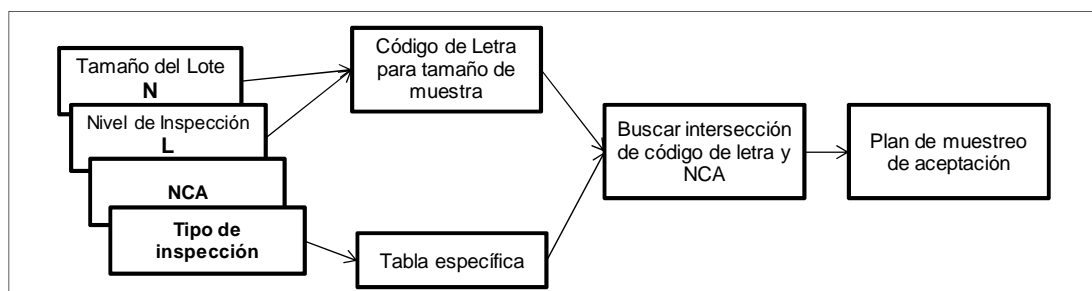 Tamaño del Lote
N
Nivel de Inspección
L
NCA
Tipo de
inspección
Código de Letra
para tamaño de
muestra
Tabla específica
Buscar intersección
de código de letra y
NCA
Plan de muestreo
de aceptación